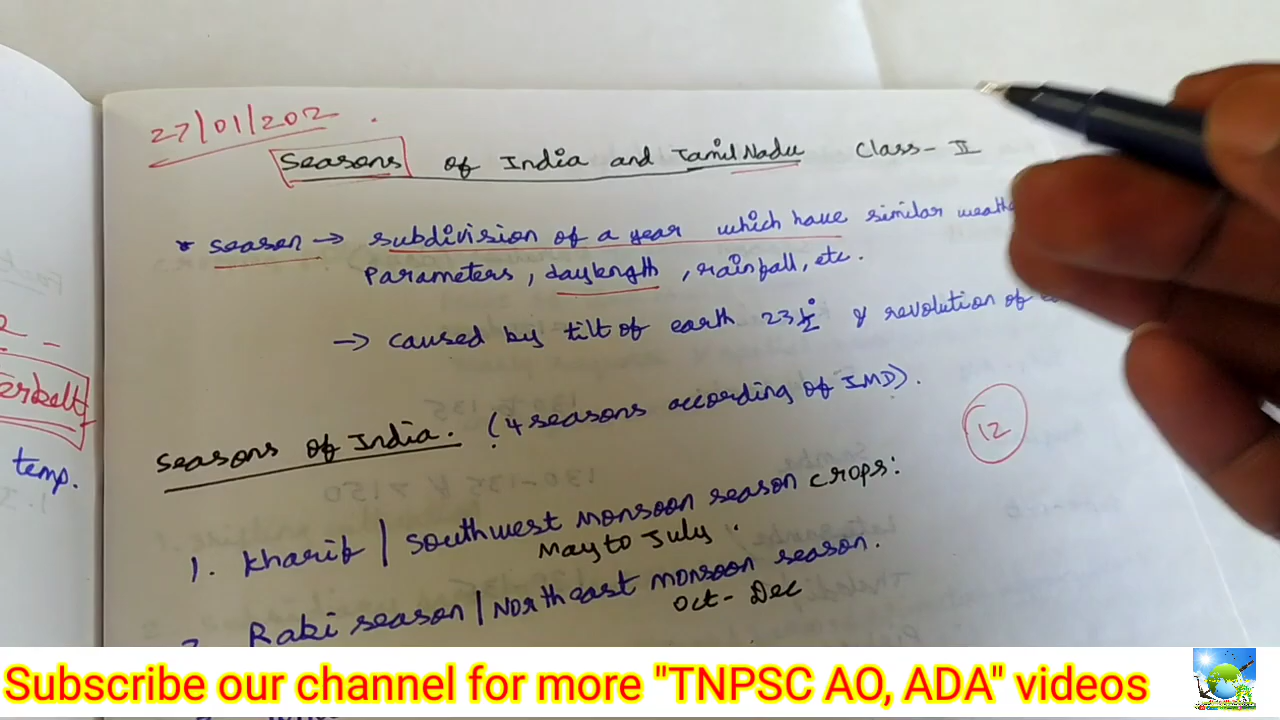 27/01/202
Seasons of India and Tamil Nadu Class - II
* season → subdivision of a year which have similar weath
Parameters, daylength, rainfall, etc.
→ caused by tilt of earth 23½° & revolution of
Seasons of India. (4 seasons according of IMD).
12
1. Kharif | Southwest Monsoon season crops:
May to July
Rabi season | Northeast monsoon season.
Oct - Dec
temp.
Subscribe our channel for more "TNPSC AO, ADA" videos